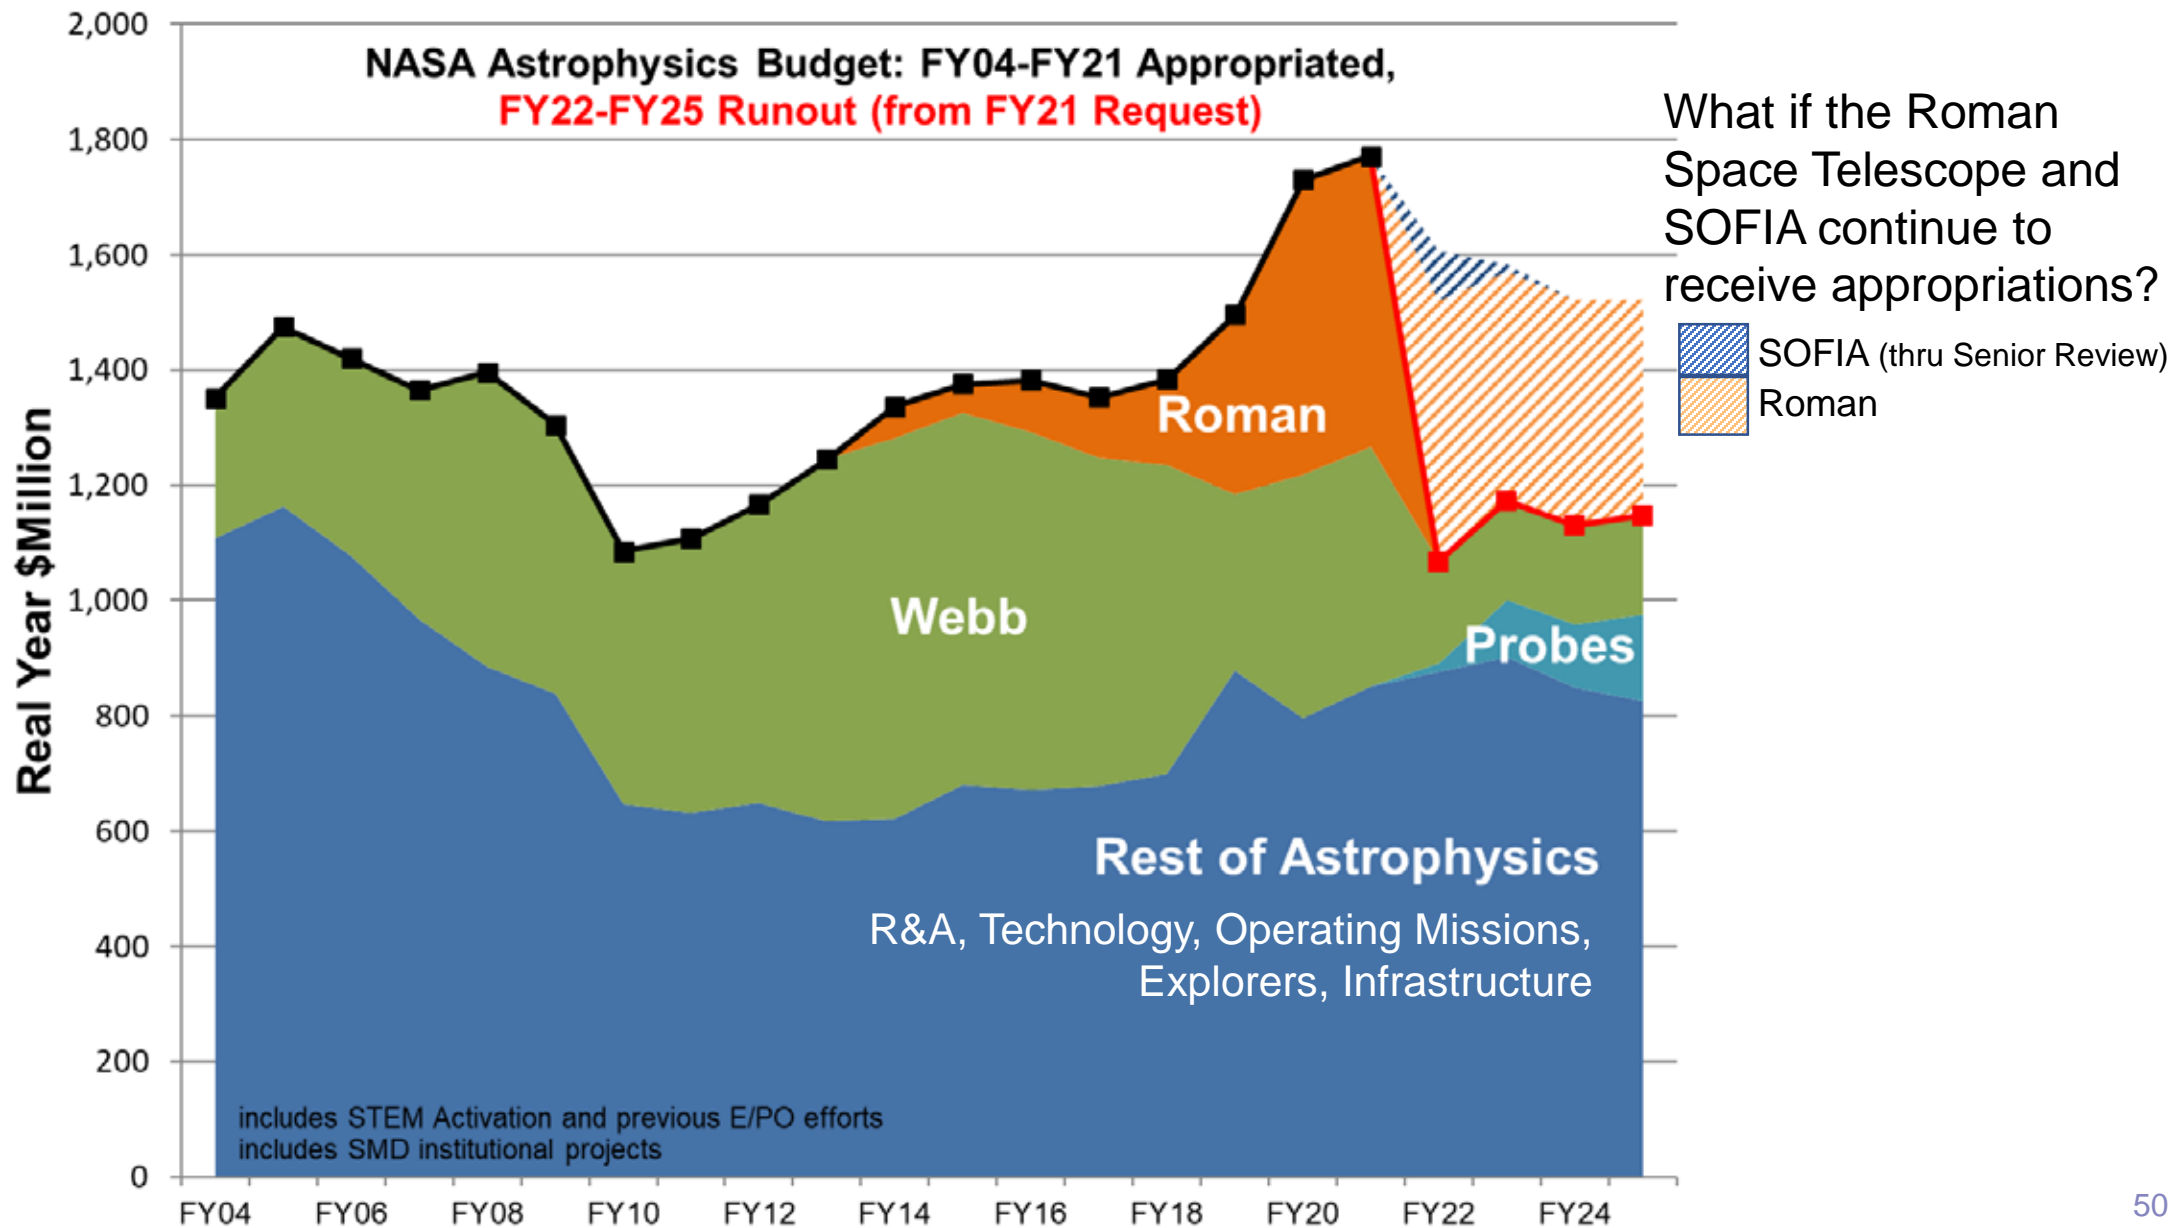 NASA Astrophysics Budget: FY04-FY21 Appropriated,
FY22-FY25 Runout (from FY21 Request)
What if the Roman
Space Telescope and
SOFIA continue to
receive appropriations?
SOFIA (thru Senior Review)
Roman
Real Year $Million
2,000
1,800
1,600
1,400
1,200
1,000
800
600
400
200
0
Roman
Webb
Probes
Rest of Astrophysics
R&A, Technology, Operating Missions,
Explorers, Infrastructure
includes STEM Activation and previous E/PO efforts
includes SMD institutional projects
FY04 FY06 FY08 FY10 FY12 FY14 FY16 FY18 FY20 FY22 FY24
50